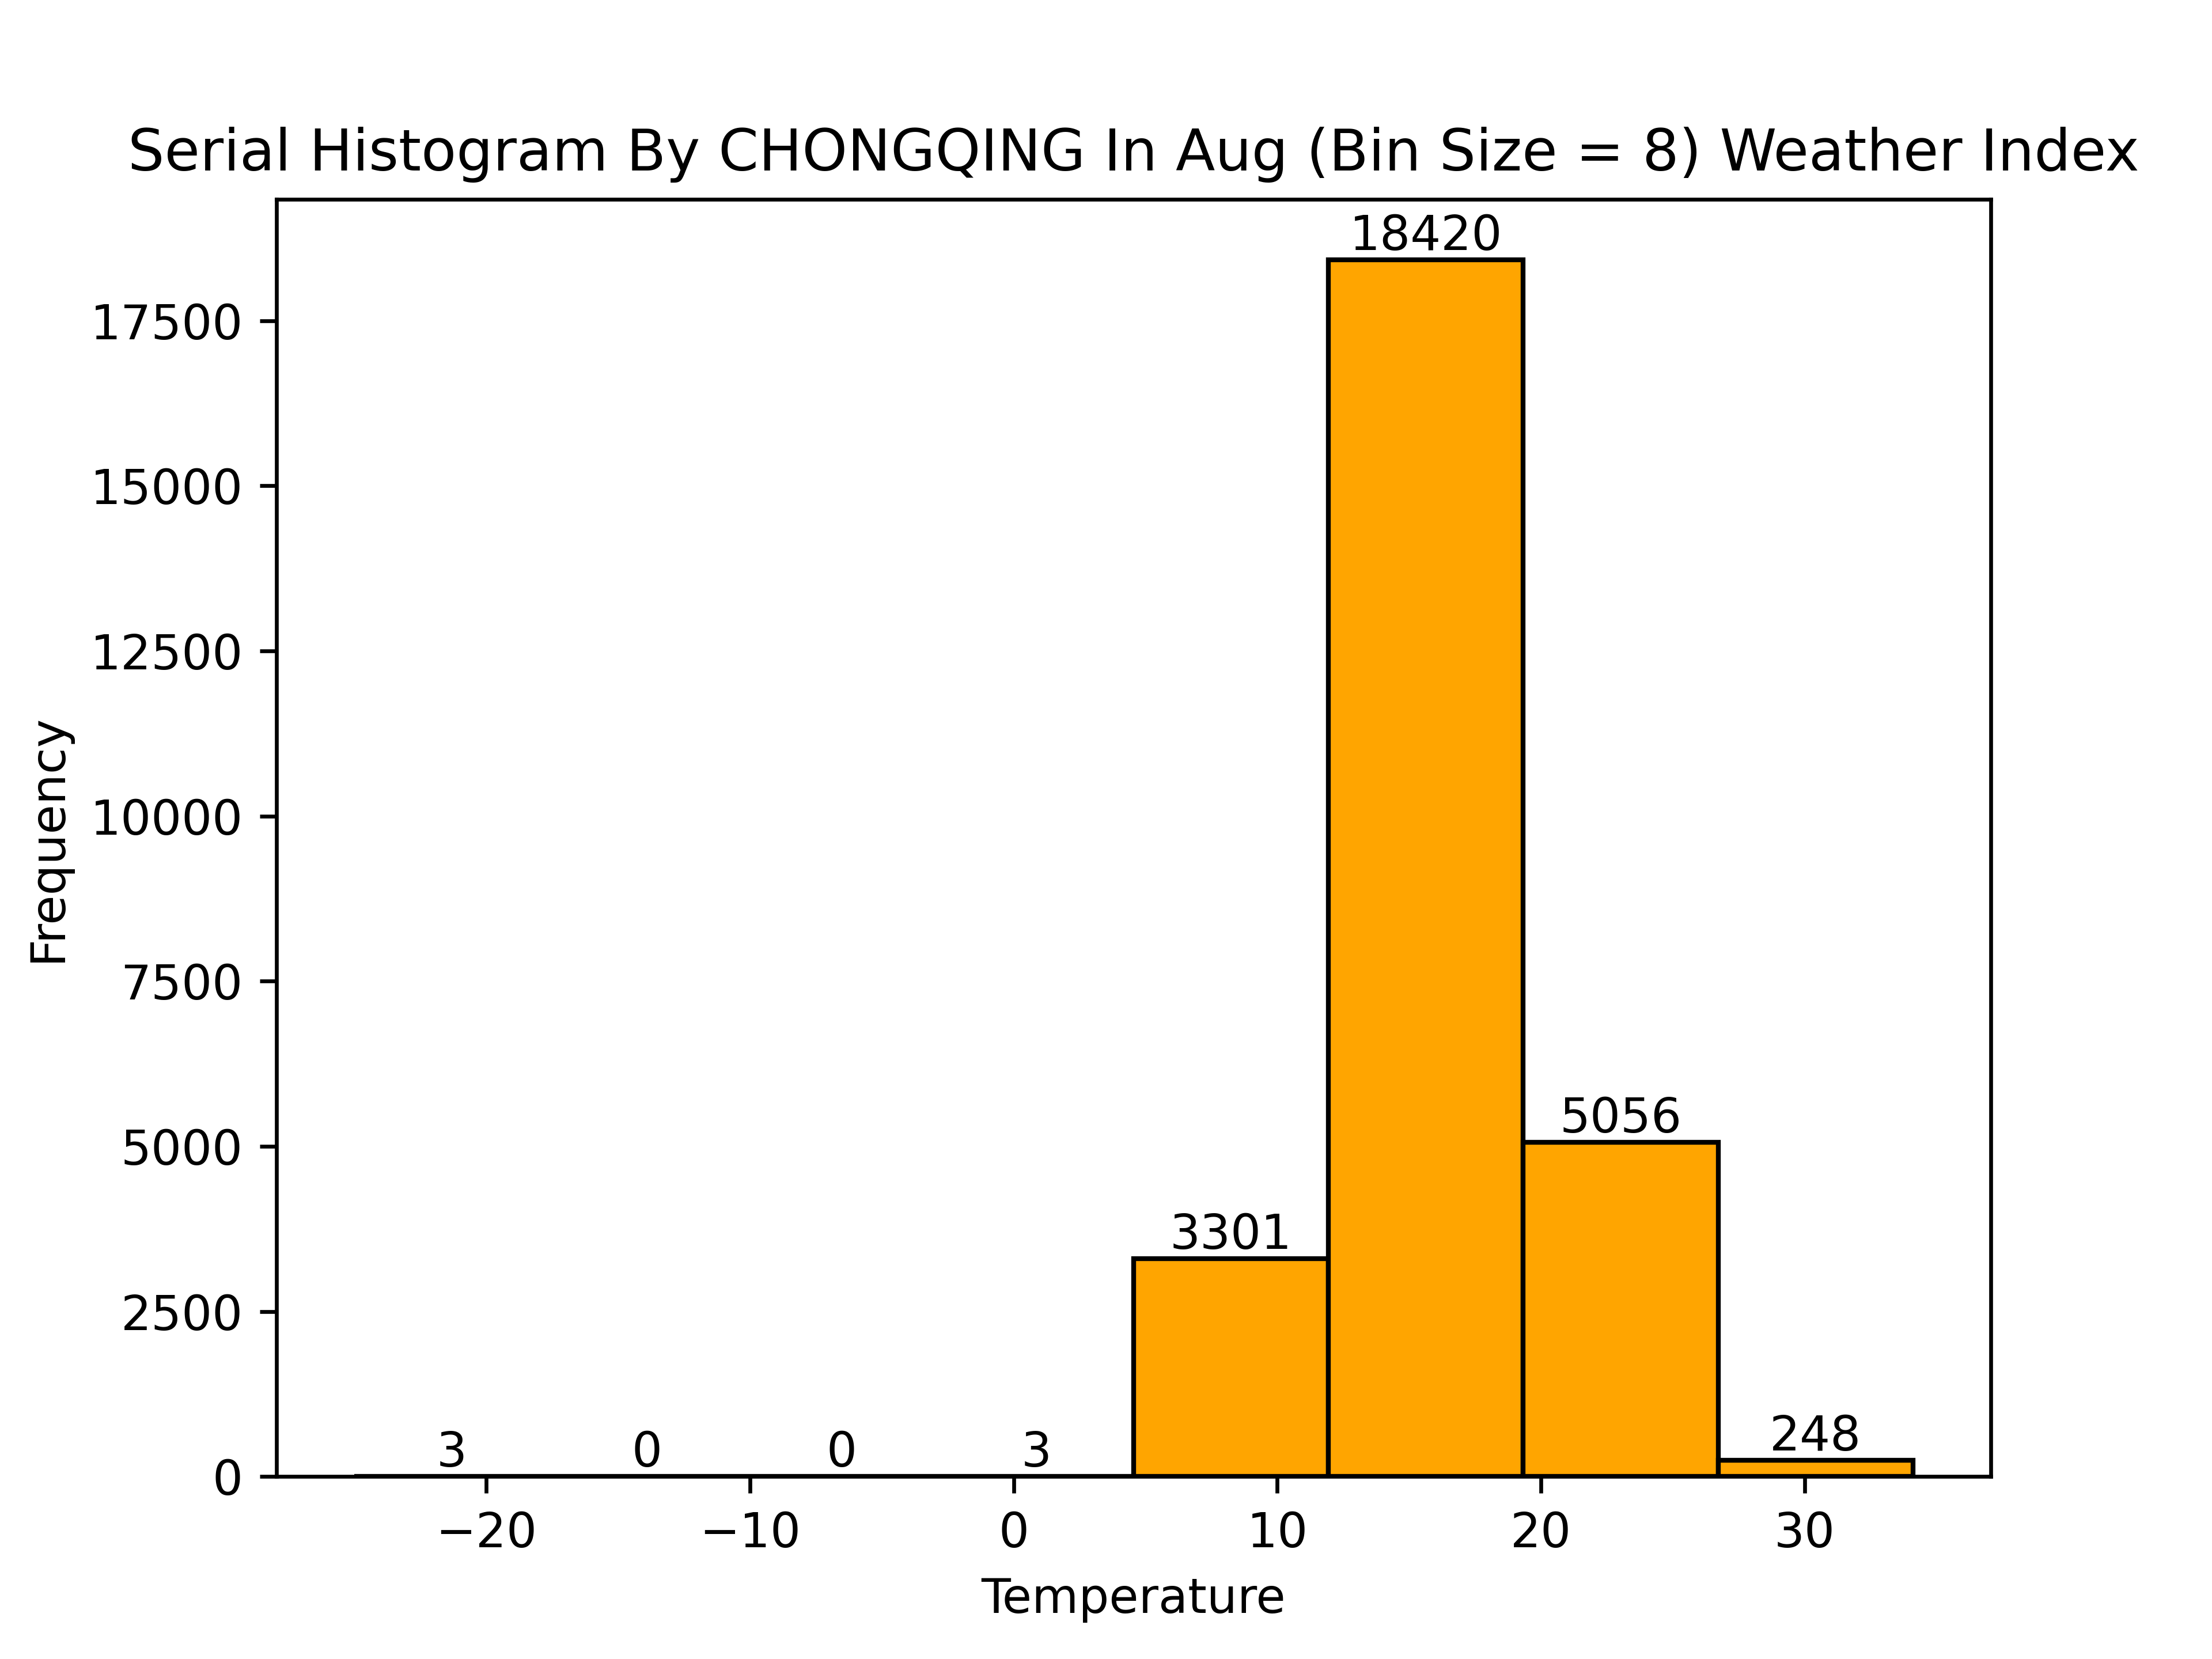 Serial Histogram By CHONGQING In Aug (Bin Size = 8) Weather Index
18420
17500
15000
12500
10000
7500
5056
5000
3301
2500
3 0 0 3 248
0
−20 −10 0 10 20 30
Temperature
Frequency